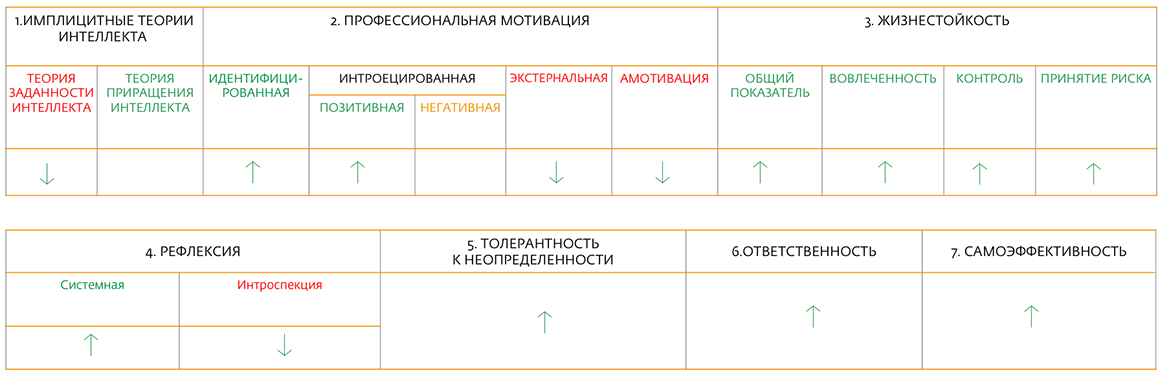 1.ИМПЛИЦИТНЫЕ ТЕОРИИ
ИНТЕЛЛЕКТА
2. ПРОФЕССИОНАЛЬНАЯ МОТИВАЦИЯ
3. ЖИЗНЕСТОЙКОСТЬ
ТЕОРИЯ
ЗАДАННОСТИ
ИНТЕЛЛЕКТА
ТЕОРИЯ
ПРИРАЩЕНИЯ
ИНТЕЛЛЕКТА
ИДЕНТИФИЦИ-
РОВАННАЯ
ИНТРОЕЦИРОВАННАЯ
ПОЗИТИВНАЯ
НЕГАТИВНАЯ
ЭКСТЕРНАЛЬНАЯ
АМОТИВАЦИЯ
ОБЩИЙ
ПОКАЗАТЕЛЬ
ВОВЛЕЧЕННОСТЬ
КОНТРОЛЬ
ПРИНЯТИЕ РИСКА
↓
↑
↑
↓
↓
↑
↑
↑
↑
4. РЕФЛЕКСИЯ
5. ТОЛЕРАНТНОСТЬ
К НЕОПРЕДЕЛЕННОСТИ
6.ОТВЕТСТВЕННОСТЬ
7. САМОЭФФЕКТИВНОСТЬ
Системная
Интроспекция
↑
↓
↑
↑
↑